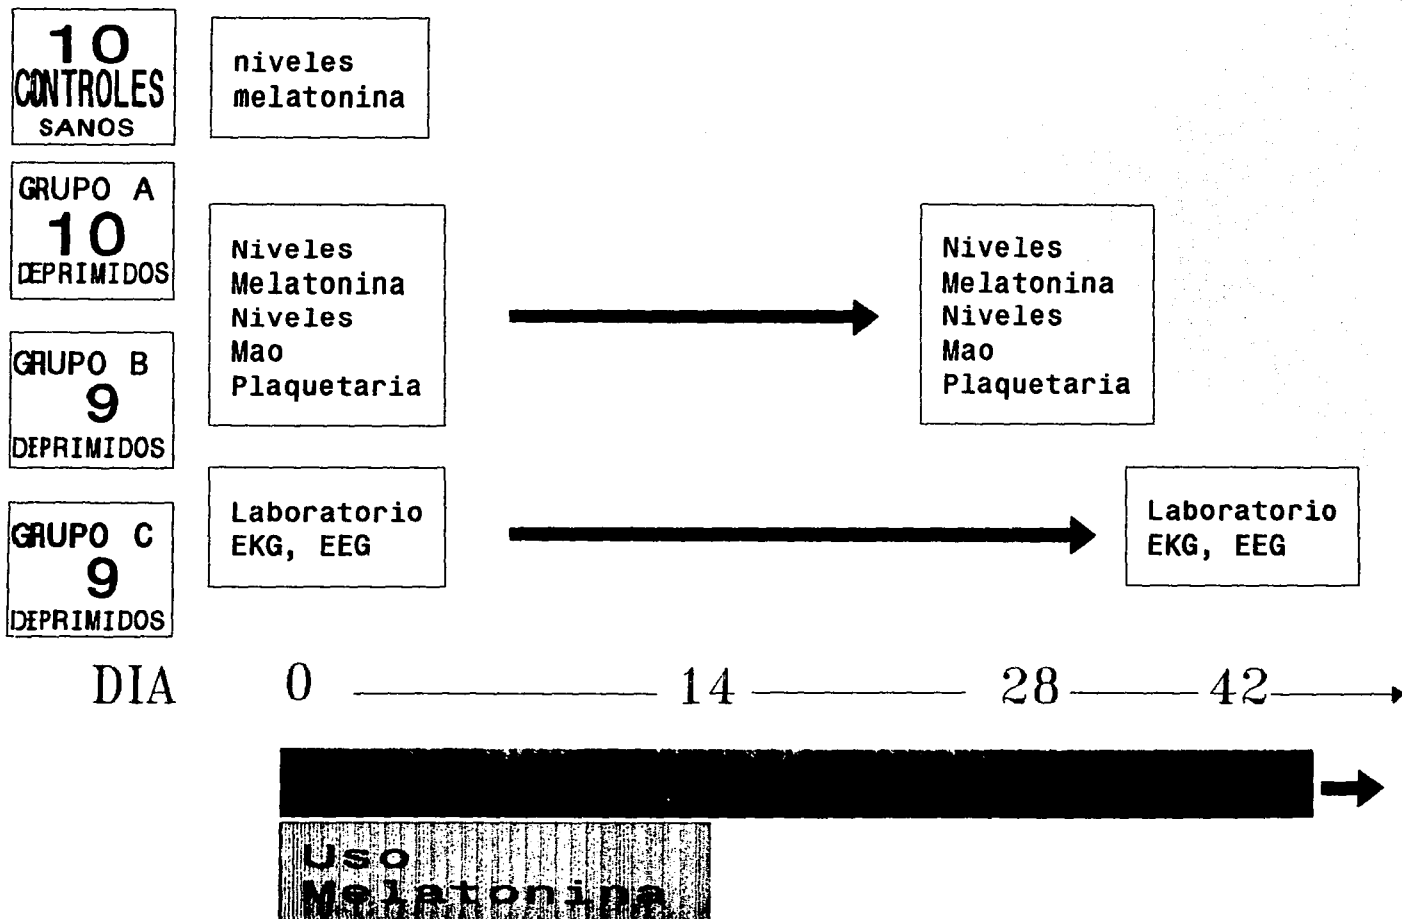 10
CONTROLES
SANOS
niveles
melatonina
GRUPO A
10
DEPRIMIDOS
Niveles
Melatonina
Niveles
Mao
Plaquetaria
Niveles
Melatonina
Niveles
Mao
Plaquetaria
GRUPO B
9
DEPRIMIDOS
GRUPO C
9
DEPRIMIDOS
Laboratorio
EKG, EEG
Laboratorio
EKG, EEG
DIA 0 14 28 42
Uso
Melatonina